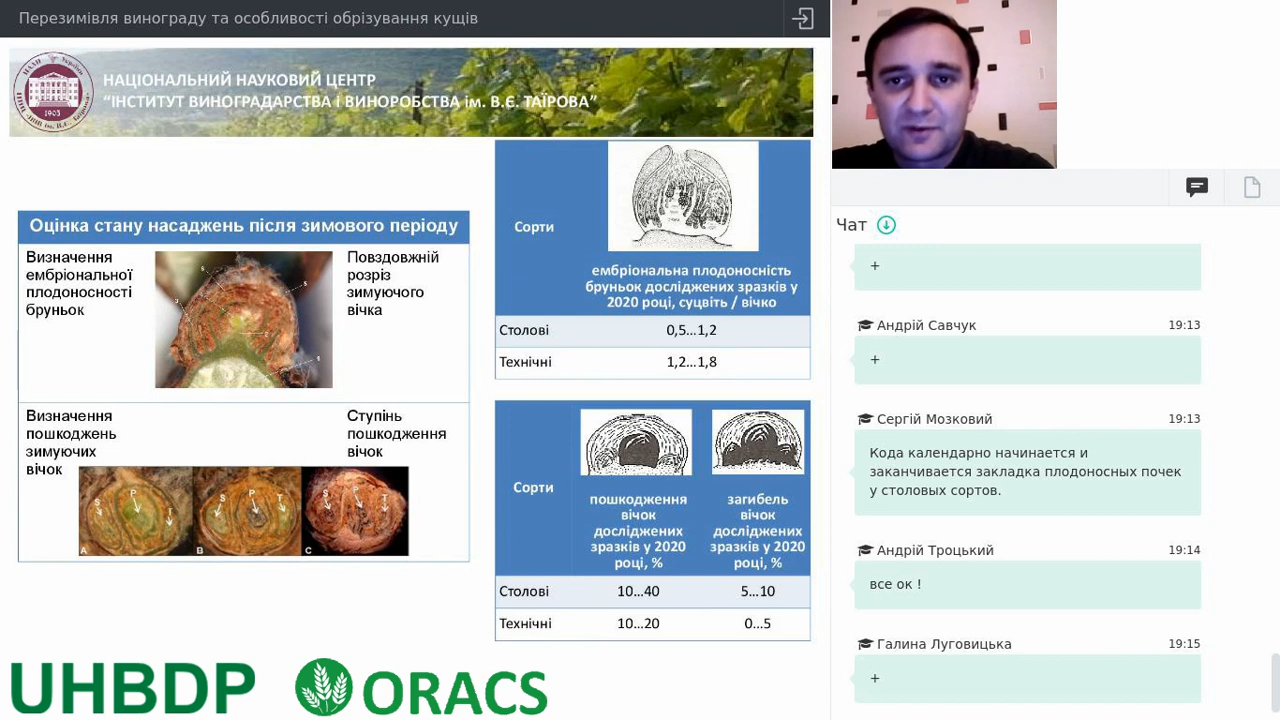 Перезимівля винограду та особливості обрізування кущів
НАЦІОНАЛЬНИЙ НАУКОВИЙ ЦЕНТР
“ІНСТИТУТ ВИНОГРАДАРСТВА і ВИНОРОБСТВА ім. В.Є. ТАЇРОВА”
1905
Оцінка стану насаджень після зимового періоду
Визначення
ембріональної
плодоносності
бруньок
Повздовжній
розріз
зимуючого
вічка
Визначення
пошкоджень
зимуючих
вічок
Ступінь
пошкодження
вічок
S P T
A
S P T
B
S P T
C
Сорти
ембріональна плодоносність
бруньок досліджених зразків у
2020 році, суцвіть / вічко
Столові 0,5...1,2
Технічні 1,2...1,8
Сорти
пошкодження
вічок
досліджених
зразків у 2020
році, %
загибель
вічок
досліджених
зразків у 2020
році, %
Столові 10...40 5...10
Технічні 10...20 0...5
UHBDP
ORACS
Чат
+
Андрій Савчук 19:13
+
Сергій Мозковий 19:13
Кода календарно начинается и
заканчивается закладка плодоносных почек
у столовых сортов.
Андрій Троцький 19:14
все ок !
Галина Луговицька 19:15
+